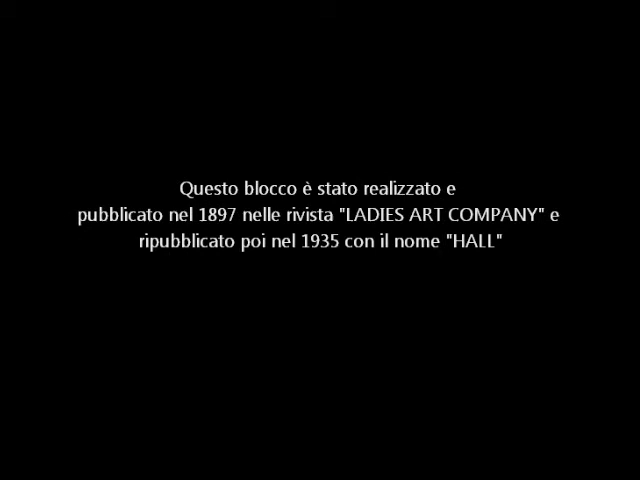 Questo blocco è stato realizzato e
pubblicato nel 1897 nelle rivista "LADIES ART COMPANY" e
ripubblicato poi nel 1935 con il nome "HALL"